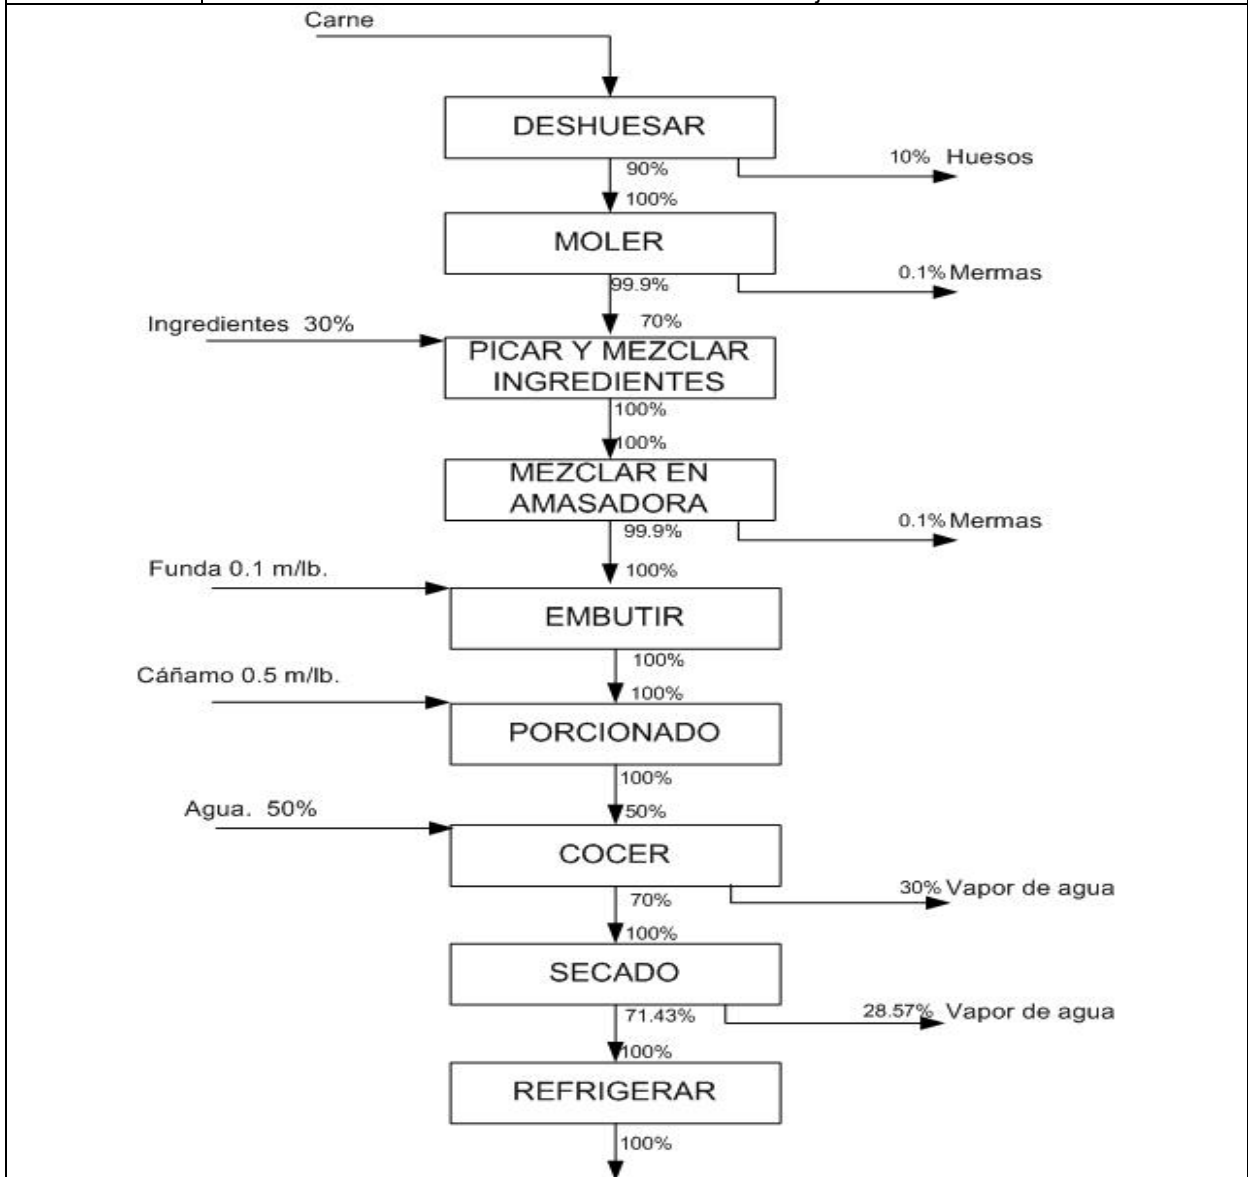 Carne
DESHUESAR
90%
10% Huesos
100%
MOLER
99.9%
0.1% Mermas
Ingredientes 30%
70%
PICAR Y MEZCLAR
INGREDIENTES
100%
100%
MEZCLAR EN
AMASADORA
99.9%
0.1% Mermas
Funda 0.1 m/lb.
100%
EMBUTIR
100%
Cáñamo 0.5 m/lb.
100%
PORCIONADO
100%
Agua. 50%
50%
COCER
70%
30% Vapor de agua
100%
SECADO
71.43%
28.57% Vapor de agua
100%
REFRIGERAR
100%